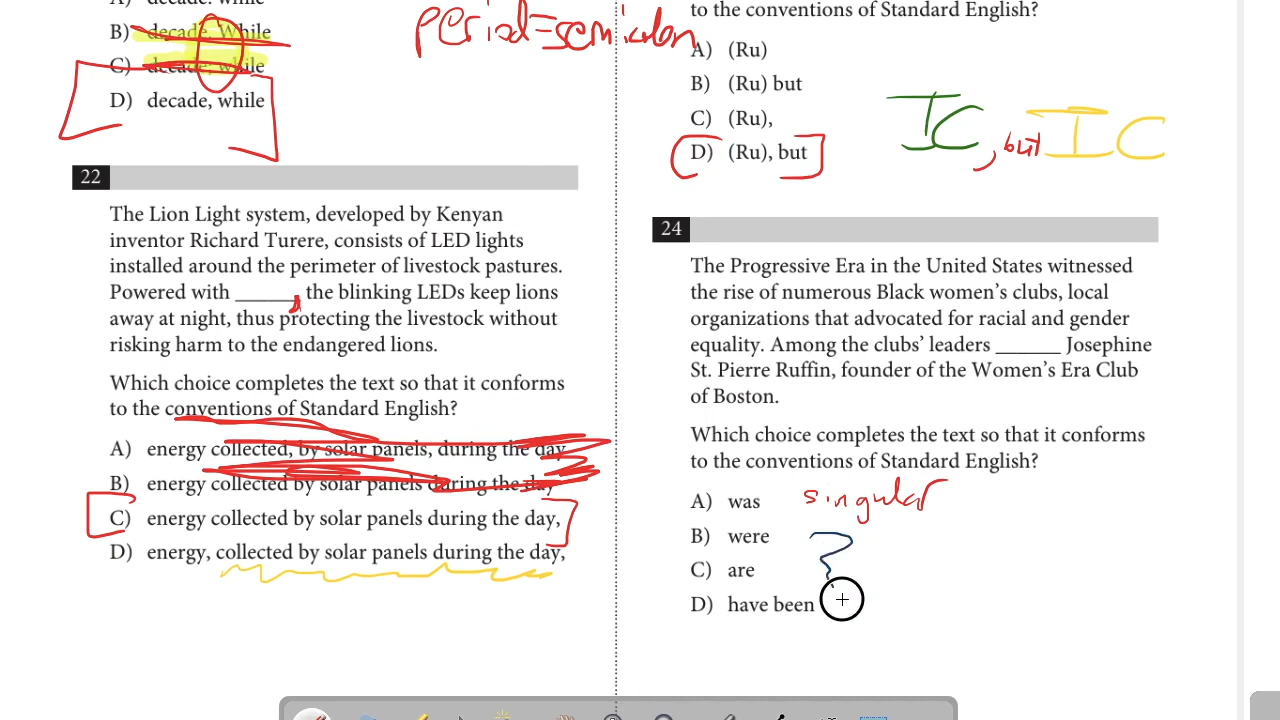 A) decade. while
B) decade. While
C) decade; while
D) decade, while
period=semicolon
22
The Lion Light system, developed by Kenyan
inventor Richard Turere, consists of LED lights
installed around the perimeter of livestock pastures.
Powered with ______, the blinking LEDs keep lions
away at night, thus protecting the livestock without
risking harm to the endangered lions.
Which choice completes the text so that it conforms
to the conventions of Standard English?
A) energy collected, by solar panels, during the day
B) energy collected by solar panels during the day
C) energy collected by solar panels during the day,
D) energy, collected by solar panels during the day,
to the conventions of Standard English?
A) (Ru)
B) (Ru) but
C) (Ru),
D) (Ru), but
IC, but IC
24
The Progressive Era in the United States witnessed
the rise of numerous Black women's clubs, local
organizations that advocated for racial and gender
equality. Among the clubs' leaders ______ Josephine
St. Pierre Ruffin, founder of the Women's Era Club
of Boston.
Which choice completes the text so that it conforms
to the conventions of Standard English?
A) was singular
B) were
C) are
D) have been